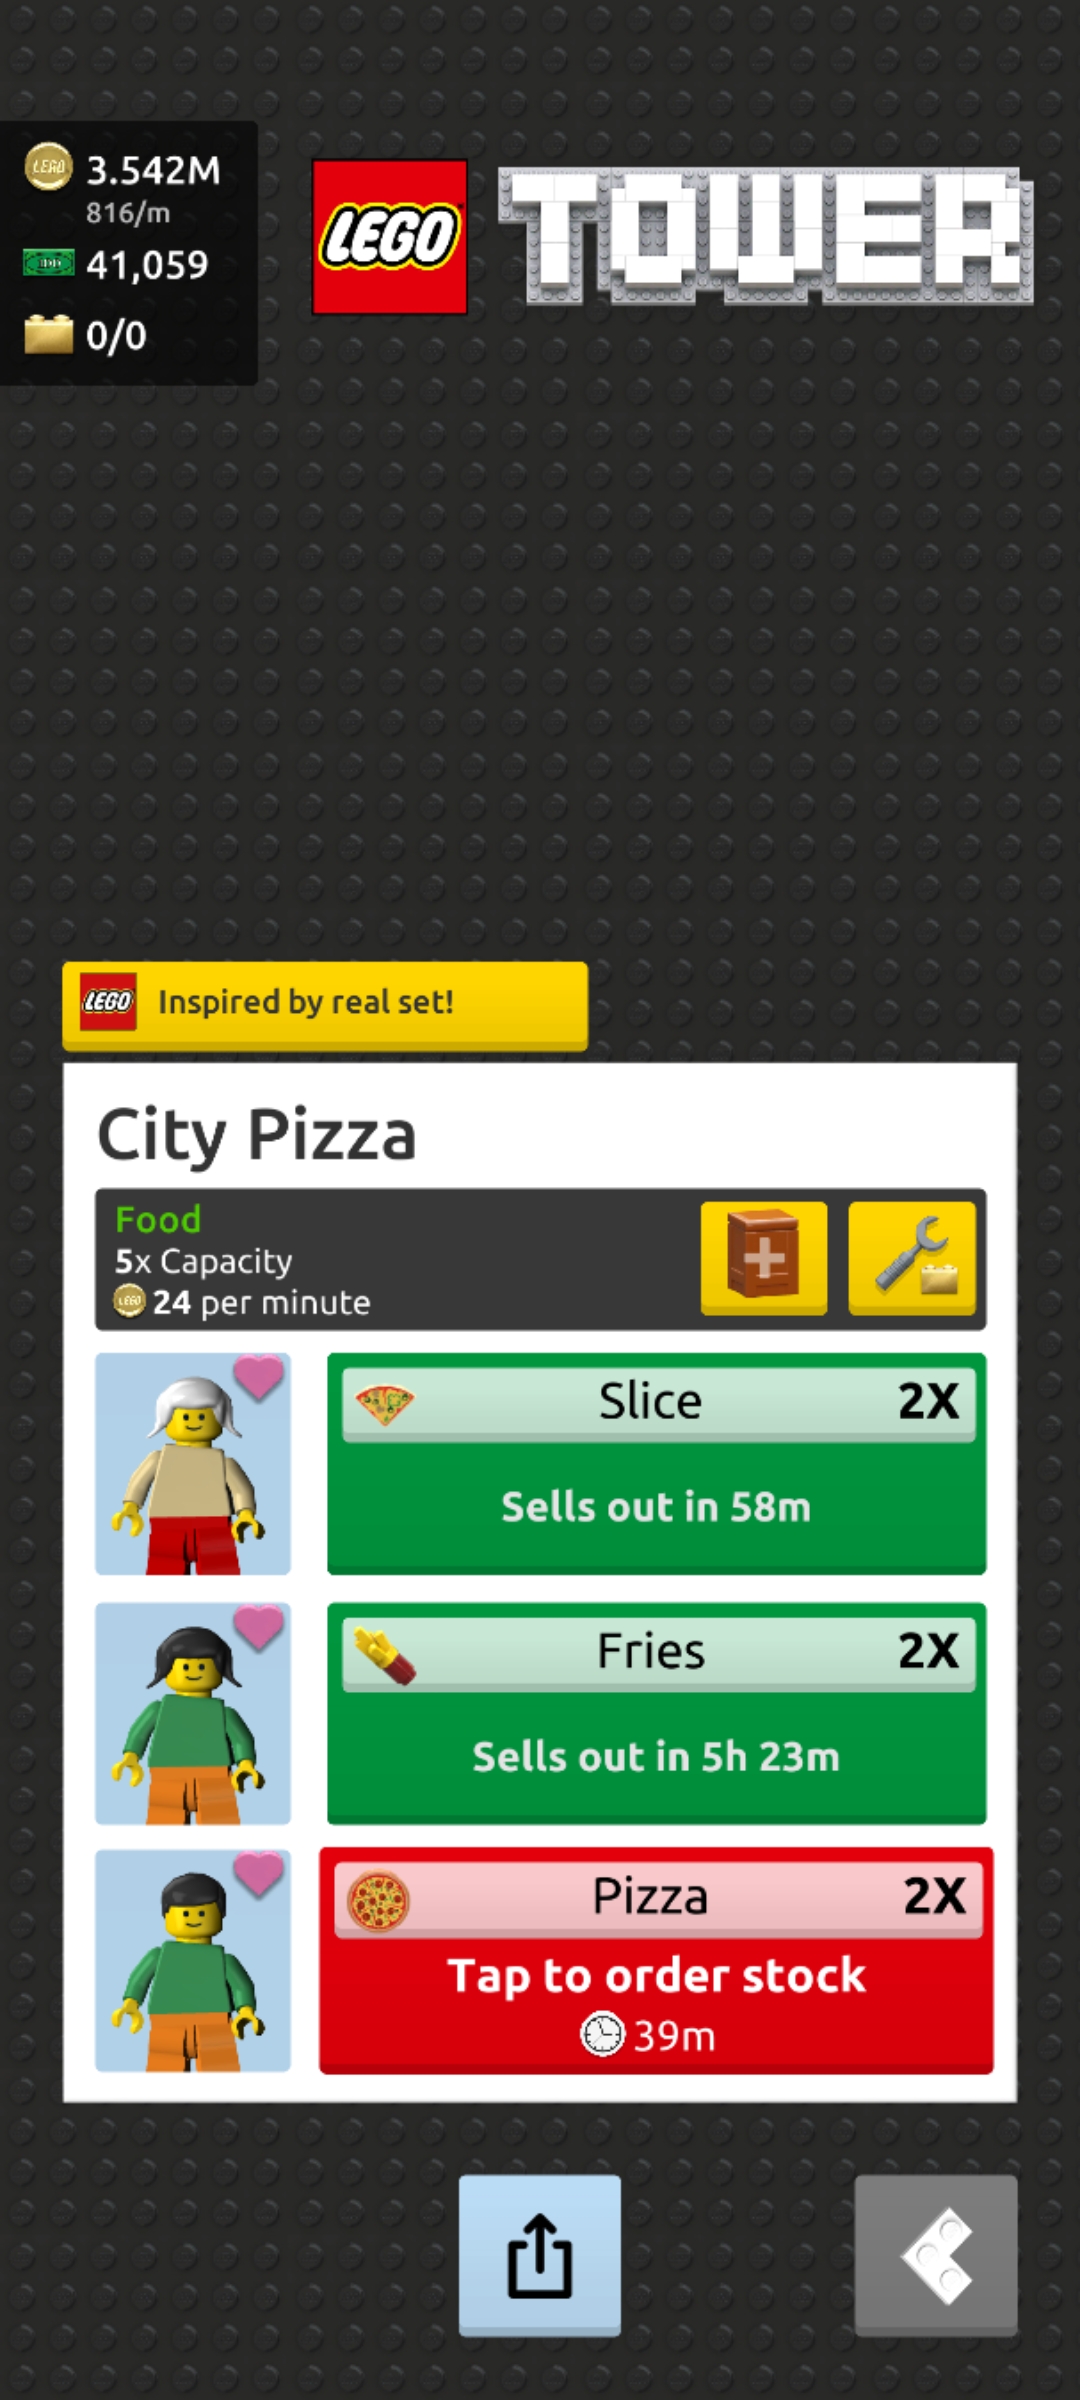 LEGO 3.542M
816/m
41,059
0/0
LEGO TOWER
LEGO Inspired by real set!
City Pizza
Food
5x Capacity
LEGO 24 per minute
Slice 2X
Sells out in 58m
Fries 2X
Sells out in 5h 23m
Pizza 2X
Tap to order stock
39m